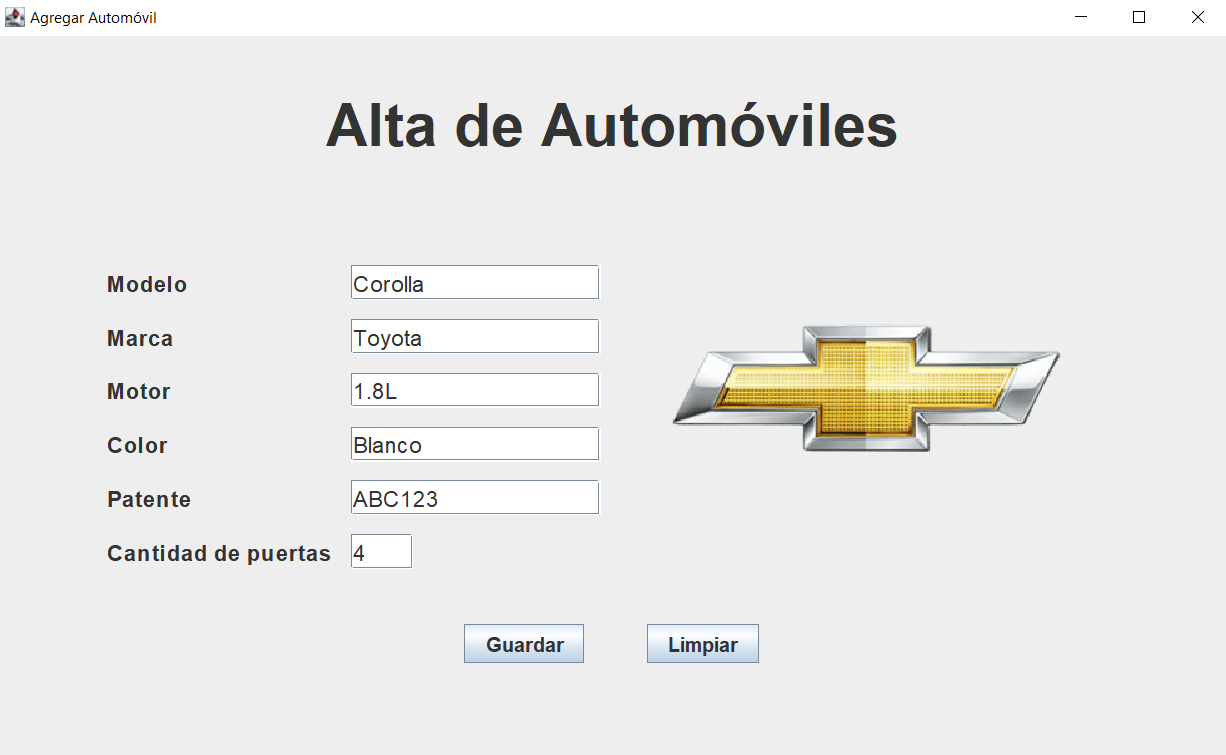 Agregar Automóvil
Alta de Automóviles
Modelo Corolla
Marca Toyota
Motor 1.8L
Color Blanco
Patente ABC123
Cantidad de puertas 4
Guardar Limpiar